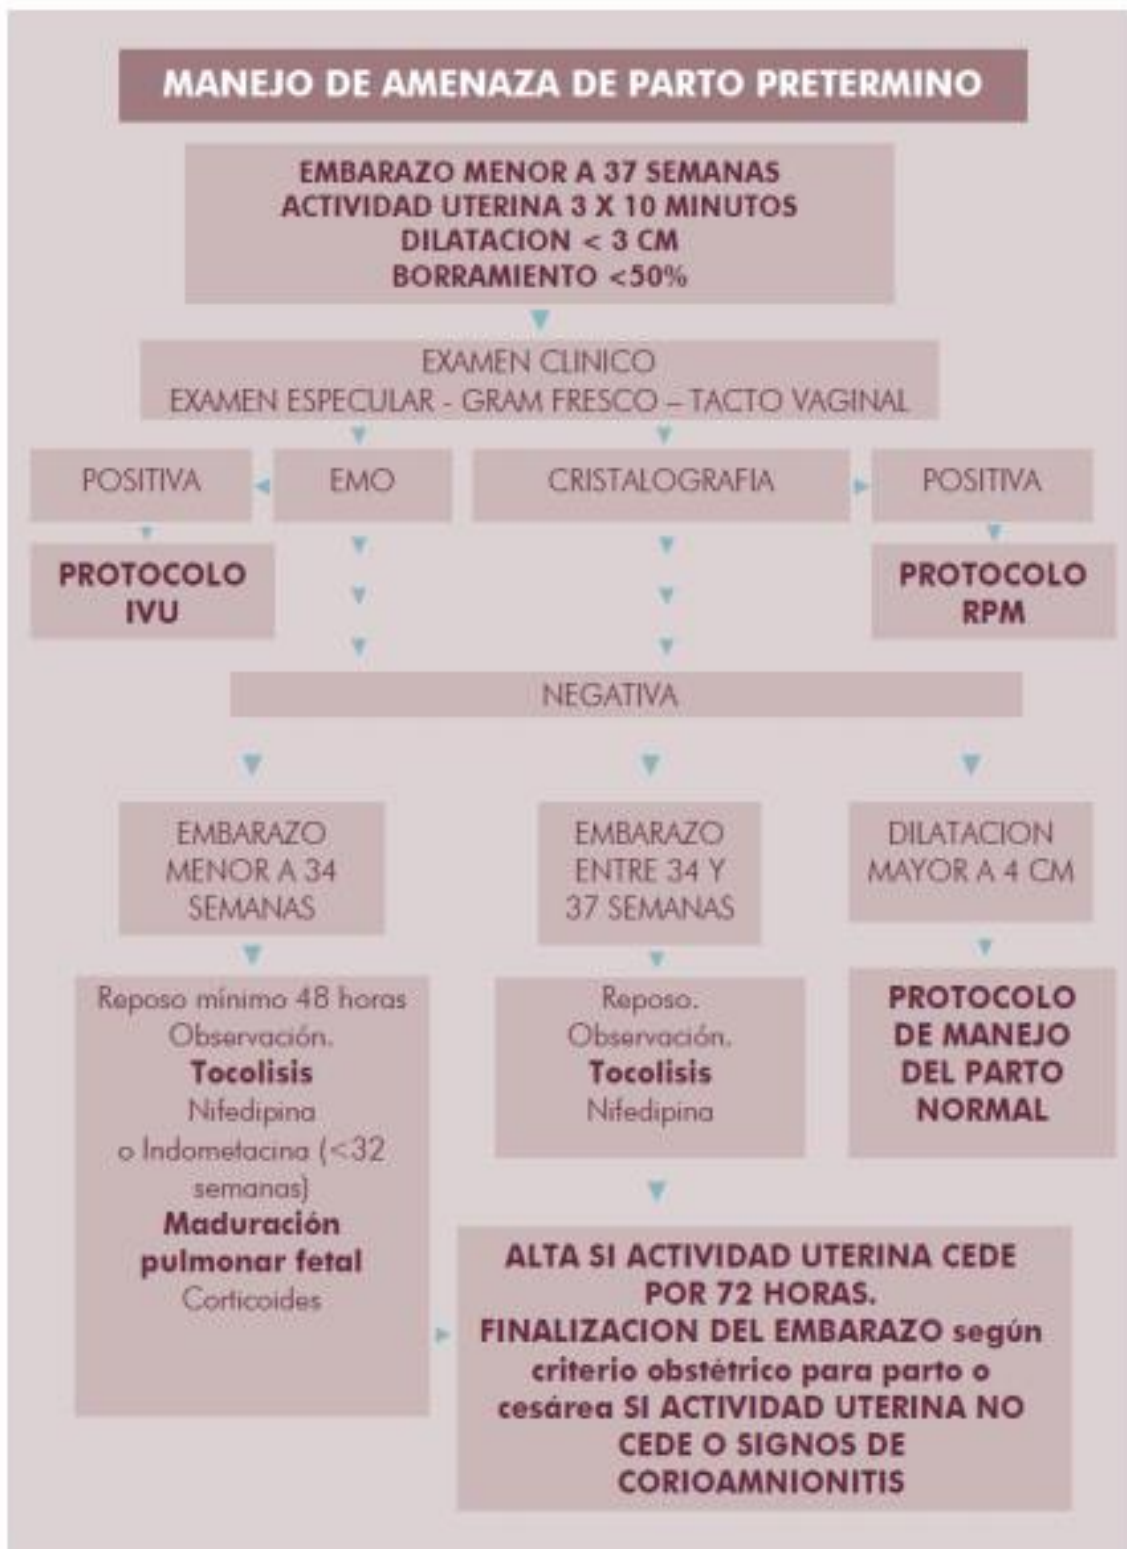 MANEJO DE AMENAZA DE PARTO PRETERMINO
EMBARAZO MENOR A 37 SEMANAS
ACTIVIDAD UTERINA 3 X 10 MINUTOS
DILATACION < 3 CM
BORRAMIENTO <50%
EXAMEN CLINICO
EXAMEN ESPECULAR - GRAM FRESCO – TACTO VAGINAL
POSITIVA
EMO
CRISTALOGRAFIA
POSITIVA
PROTOCOLO
IVU
PROTOCOLO
RPM
NEGATIVA
EMBARAZO
MENOR A 34
SEMANAS
EMBARAZO
ENTRE 34 Y
37 SEMANAS
DILATACION
MAYOR A 4 CM
Reposo mínimo 48 horas
Observación.
Tocolisis
Nifedipina
o Indometacina (<32
semanas)
Maduración
pulmonar fetal
Corticoides
Reposo.
Observación.
Tocolisis
Nifedipina
PROTOCOLO
DE MANEJO
DEL PARTO
NORMAL
ALTA SI ACTIVIDAD UTERINA CEDE
POR 72 HORAS.
FINALIZACION DEL EMBARAZO según
criterio obstétrico para parto o
cesárea SI ACTIVIDAD UTERINA NO
CEDE O SIGNOS DE
CORIOAMNIONITIS